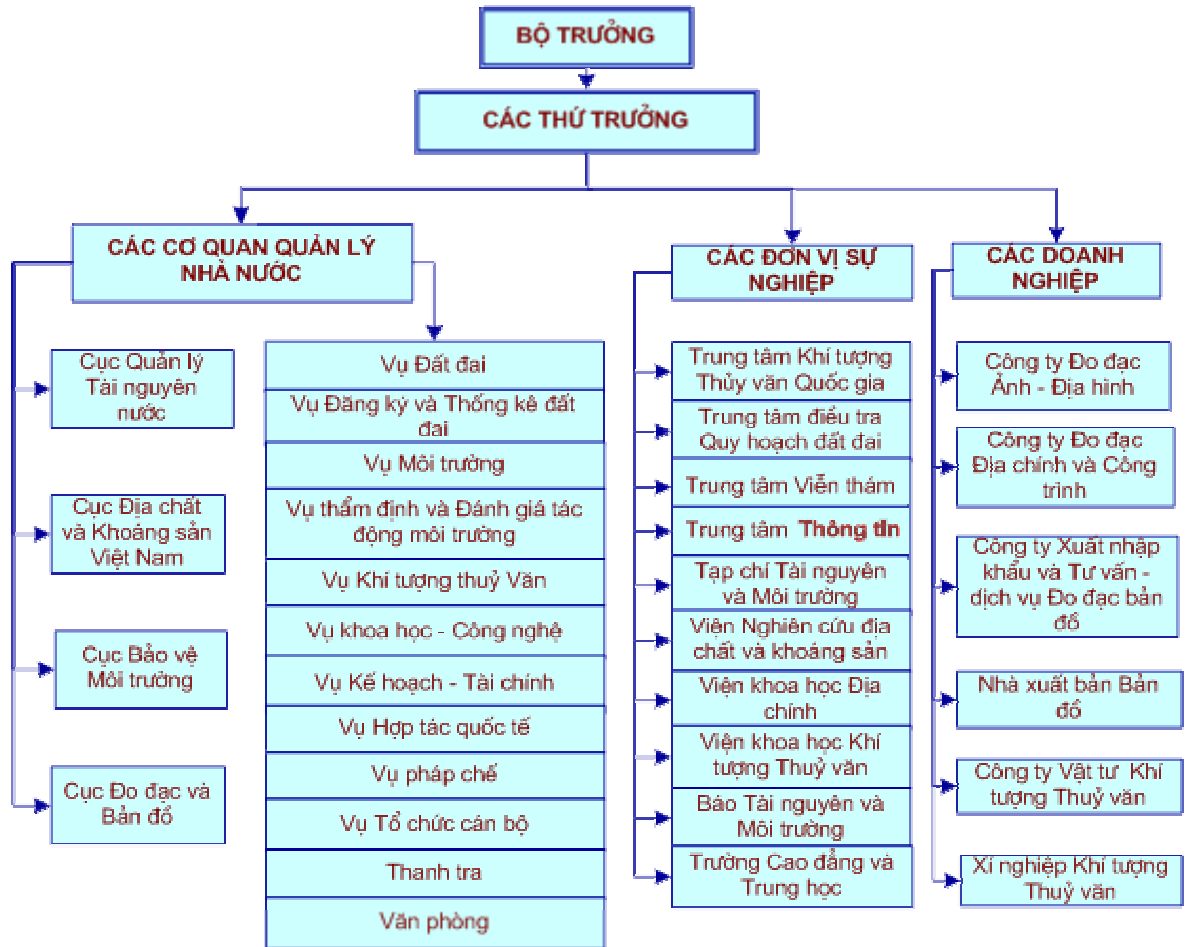 BỘ TRƯỞNG
CÁC THỨ TRƯỞNG
CÁC CƠ QUAN QUẢN LÝ
NHÀ NƯỚC
Cục Quản lý
Tài nguyên
nước
Cục Địa chất
và Khoáng sản
Việt Nam
Cục Bảo vệ
Môi trường
Cục Đo đạc và
Bản đồ
Vụ Đất đai
Vụ Đăng ký và Thống kê đất
đai
Vụ Môi trường
Vụ thẩm định và Đánh giá tác
động môi trường
Vụ Khí tượng thuỷ Văn
Vụ khoa học - Công nghệ
Vụ Kế hoạch - Tài chính
Vụ Hợp tác quốc tế
Vụ pháp chế
Vụ Tổ chức cán bộ
Thanh tra
Văn phòng
CÁC ĐƠN VỊ SỰ
NGHIỆP
Trung tâm Khí tượng
Thủy văn Quốc gia
Trung tâm điều tra
Quy hoạch đất đai
Trung tâm Viễn thám
Trung tâm Thông tin
Tạp chí Tài nguyên
và Môi trường
Viện Nghiên cứu địa
chất và khoáng sản
Viện khoa học Địa
chính
Viện khoa học Khí
tượng Thuỷ văn
Báo Tài nguyên và
Môi trường
Trường Cao đẳng và
Trung học
CÁC DOANH
NGHIỆP
Công ty Đo đạc
Ảnh - Địa hình
Công ty Đo đạc
Địa chính và Công
trình
Công ty Xuất nhập
khẩu và Tư vấn -
dịch vụ Đo đạc bản
đồ
Nhà xuất bản Bản
đồ
Công ty Vật tư Khí
tượng Thuỷ văn
Xí nghiệp Khí tượng
Thuỷ văn